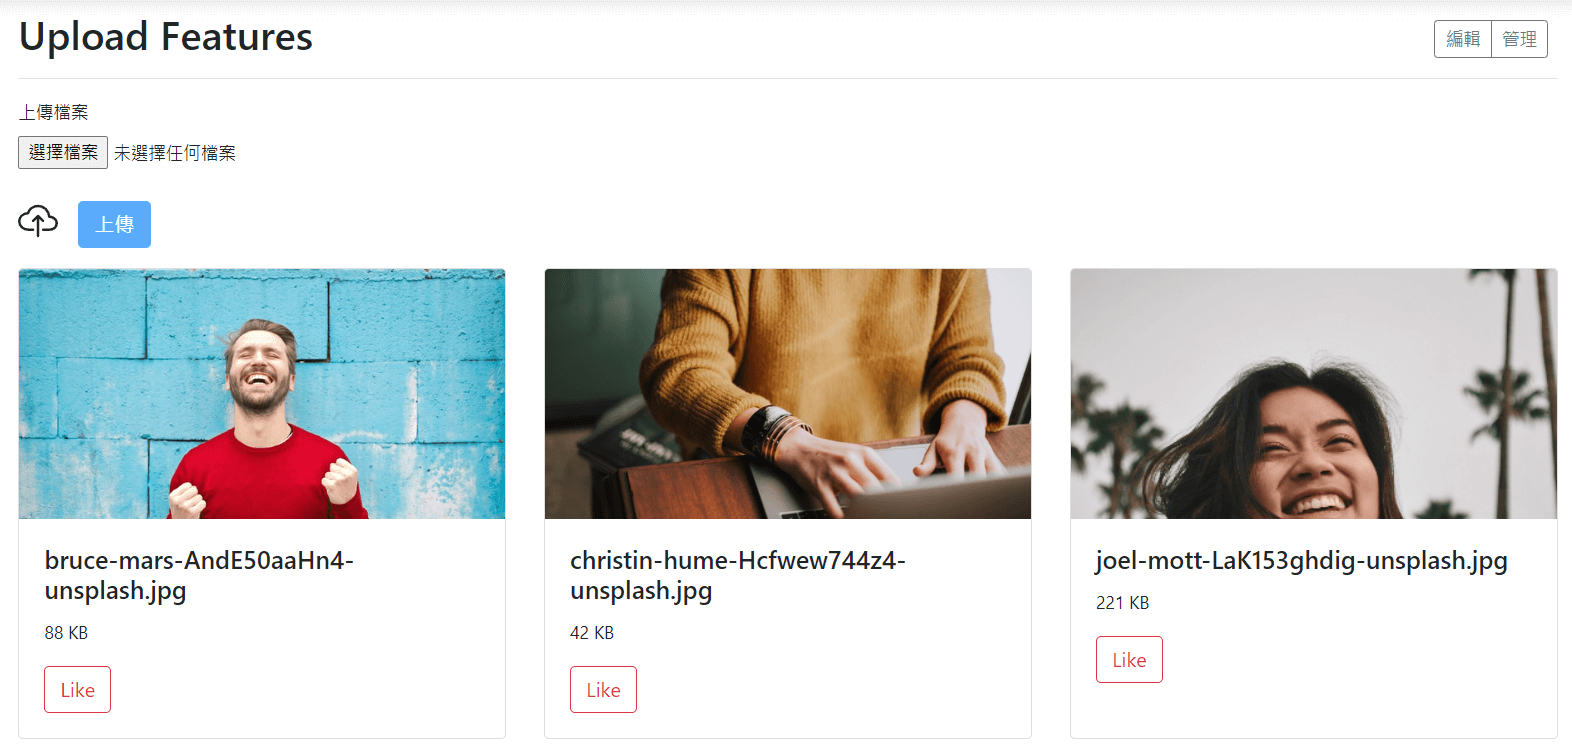 Upload Features
編輯 管理
上傳檔案
選擇檔案 未選擇任何檔案
上傳
bruce-mars-AndE50aaHn4-
unsplash.jpg
88 KB
Like
christin-hume-Hcfwew744z4-
unsplash.jpg
42 KB
Like
joel-mott-LaK153ghdig-unsplash.jpg
221 KB
Like